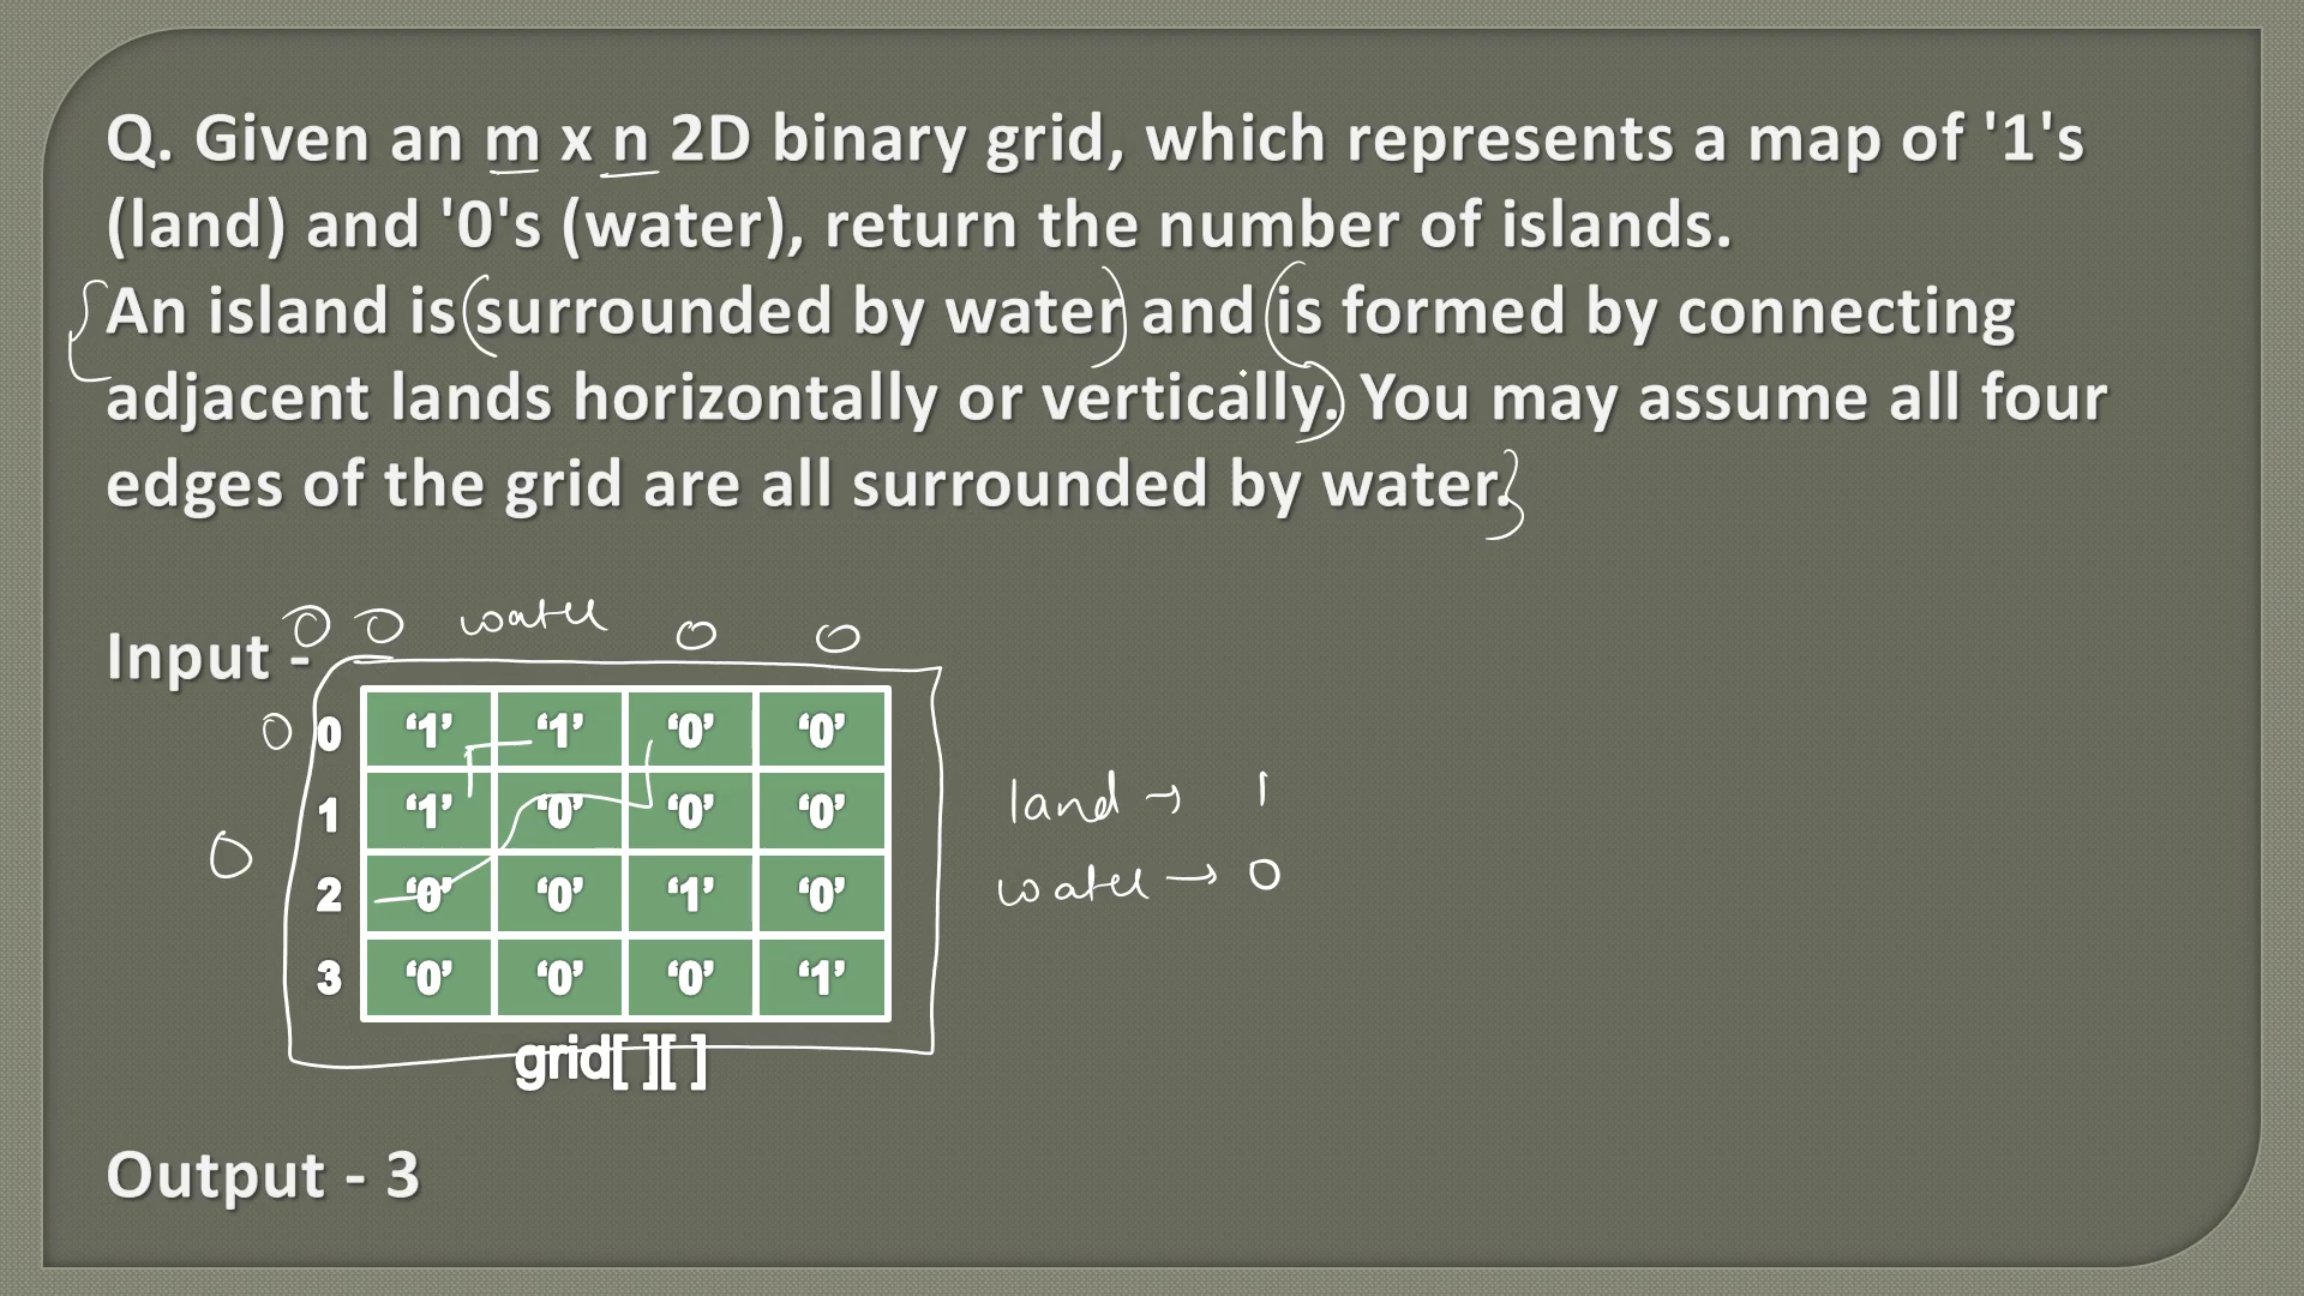 Q. Given an m x n 2D binary grid, which represents a map of '1's
(land) and '0's (water), return the number of islands.
An island is (surrounded by water) and (is formed by connecting
adjacent lands horizontally or vertically.) You may assume all four
edges of the grid are all surrounded by water.
0 0 water 0 0
Input -
0 0 '1' '1' '0' '0'
1 '1' '0' '0' '0' land → 1
0
2 '0' '0' '1' '0' water → 0
3 '0' '0' '0' '1'
grid[ ][ ]
Output - 3